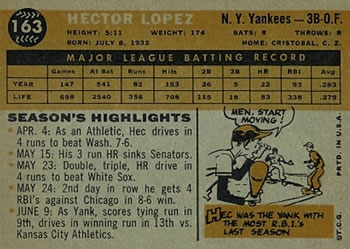 163
HECTOR LOPEZ
N. Y. Yankees — 3B-O.F.
HEIGHT: 5:11 WEIGHT: 174 BATS: R THROWS: R
BORN: JULY 8, 1932 HOME: CRISTOBAL, C. Z.
MAJOR LEAGUE BATTING RECORD
Games At Bat Runs Hits 2B 3B HR RBI Avg.
YEAR 147 541 82 153 26 5 22 93 .283
LIFE 698 2540 358 708 115 18 83 339 .279
SEASON'S HIGHLIGHTS
APR. 4: As an Athletic, Hec drives in
4 runs to beat Wash. 7-6.
MAY 15: His 3 run HR sinks Senators.
MAY 23: Double, triple, HR drive in
4 runs to beat White Sox.
MAY 24: 2nd day in row he gets 4
RBI's against Chicago in 8-6 win.
JUNE 9: As Yank, scores tying run in
9th, drives in winning run in 13th vs.
Kansas City Athletics.
MEN, START
MOVING!
HEC WAS THE YANK WITH
THE MOST R.B.I.'s
LAST SEASON
©T.C.G. PRTD. IN U.S.A.